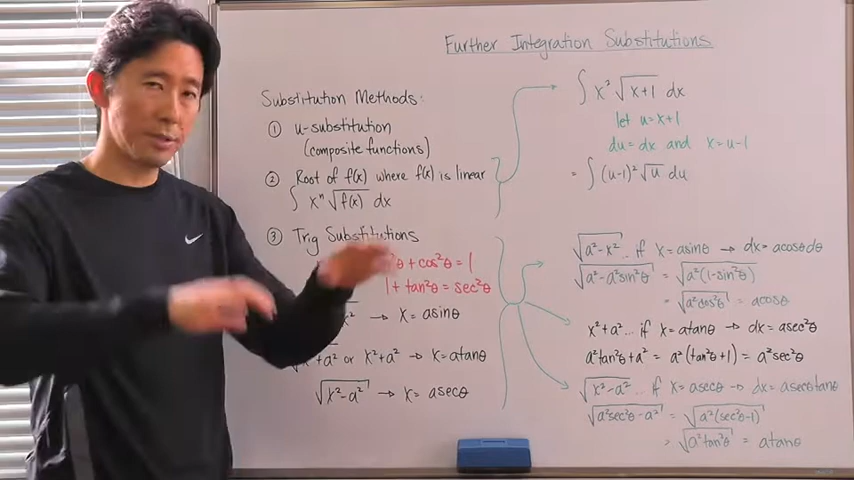 Further Integration Substitutions
Substitution Methods:
① u-substitution
(composite functions)
② Root of f(x) where f(x) is linear
∫ xⁿ √f(x) dx
③ Trig Substitutions
²θ + cos²θ = 1
1 + tan²θ = sec²θ
x² → x = asinθ
√x²+a² or x²+a² → x = atanθ
√x²-a² → x = asecθ
∫ x² √x+1 dx
let u = x+1
du = dx and x = u-1
= ∫ (u-1)² √u du
√a²-x² ... if x = asinθ → dx = acosθdθ
√a²-a²sin²θ = √a²(1-sin²θ)
= √a²cos²θ = acosθ
x²+a² ... if x = atanθ → dx = asec²θ
a²tan²θ + a² = a²(tan²θ+1) = a²sec²θ
√x²-a² ... if x = asecθ → dx = asecθtanθ
√a²sec²θ-a² = √a²(sec²θ-1)
= √a²tan²θ = atanθ